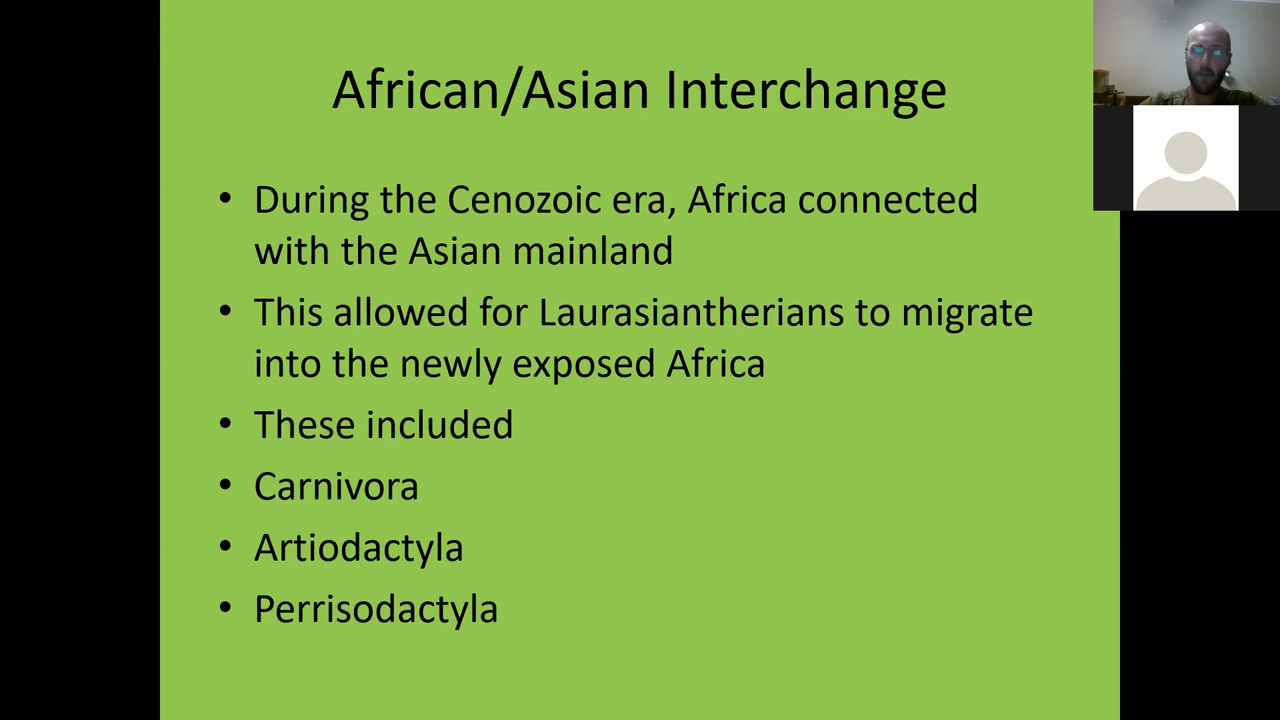 African/Asian Interchange
• During the Cenozoic era, Africa connected
with the Asian mainland
• This allowed for Laurasiantherians to migrate
into the newly exposed Africa
• These included
• Carnivora
• Artiodactyla
• Perrisodactyla